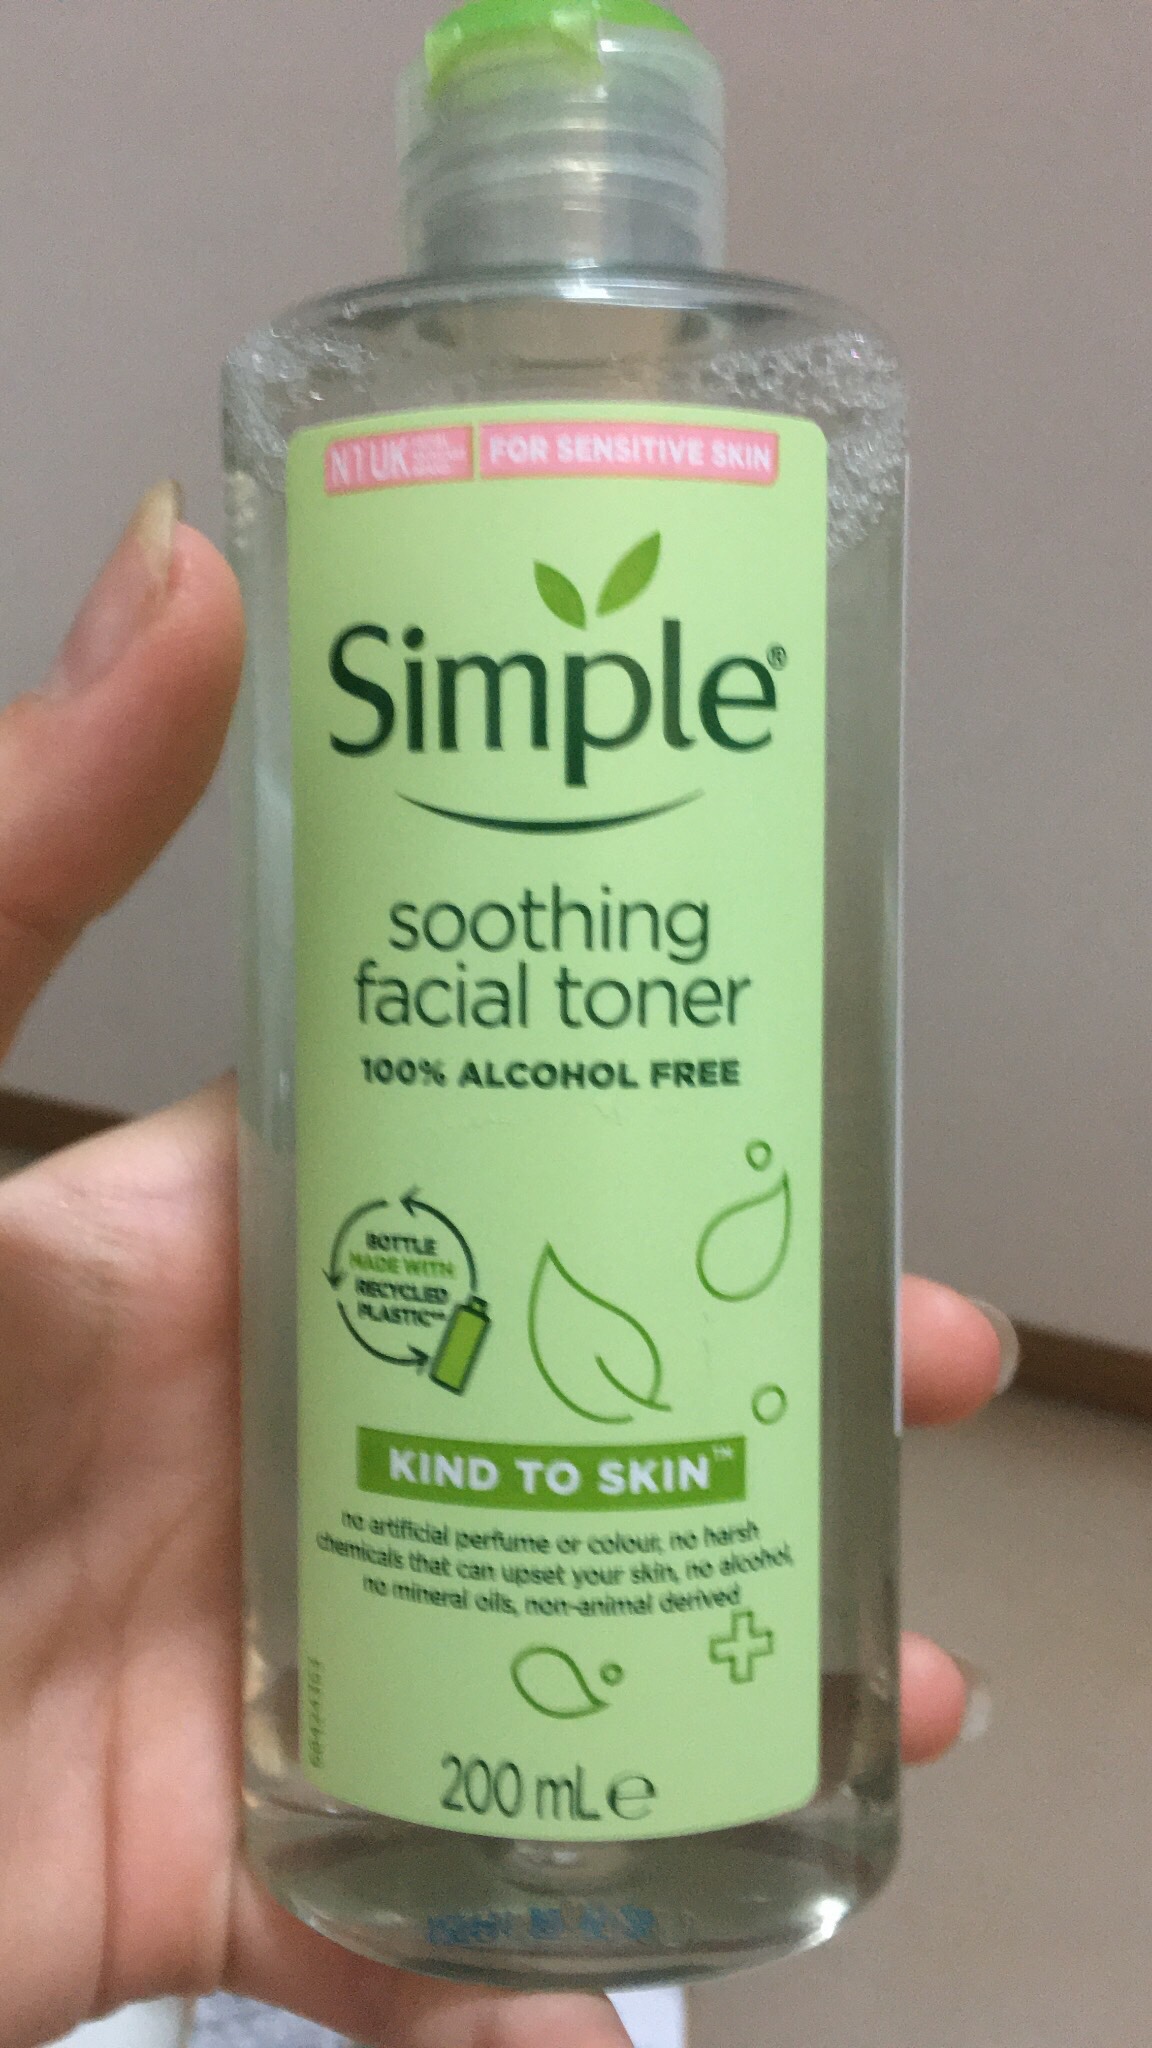 N1 UK
FOR SENSITIVE SKIN
Simple®
soothing
facial toner
100% ALCOHOL FREE
BOTTLE
MADE WITH
RECYCLED
PLASTIC**
KIND TO SKIN™
no artificial perfume or colour, no harsh
chemicals that can upset your skin, no alcohol,
no mineral oils, non-animal derived
200 mL e